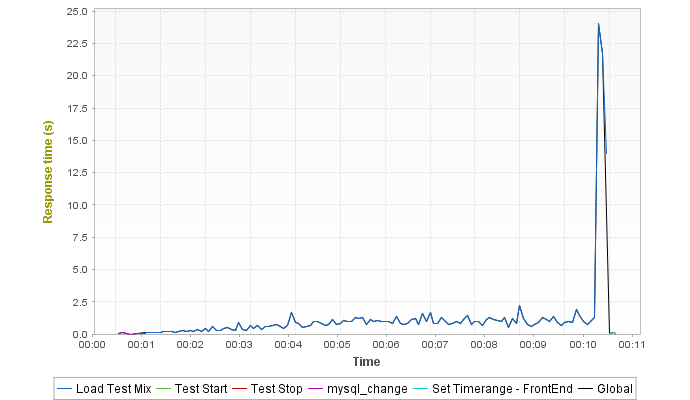 25.0
22.5
20.0
17.5
15.0
12.5
10.0
7.5
5.0
2.5
0.0
Response time (s)
00:00 00:01 00:02 00:03 00:04 00:05 00:06 00:07 00:08 00:09 00:10 00:11
Time
Load Test Mix Test Start Test Stop mysql_change Set Timerange - FrontEnd Global